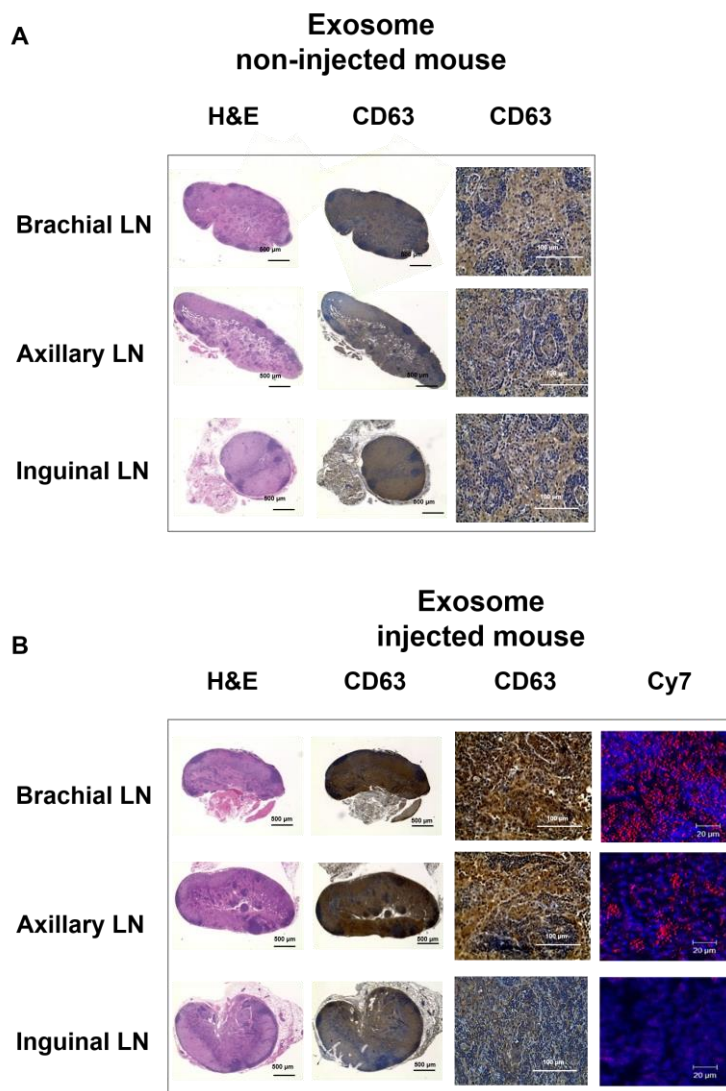 A
Exosome
non-injected mouse
H&E CD63 CD63
Brachial LN
500 µm 500 µm 100 µm
Axillary LN
500 µm 500 µm 100 µm
Inguinal LN
500 µm 500 µm 100 µm
B
Exosome
injected mouse
H&E CD63 CD63 Cy7
Brachial LN
500 µm 500 µm 100 µm 20 µm
Axillary LN
500 µm 500 µm 100 µm 20 µm
Inguinal LN
500 µm 500 µm 100 µm 20 µm